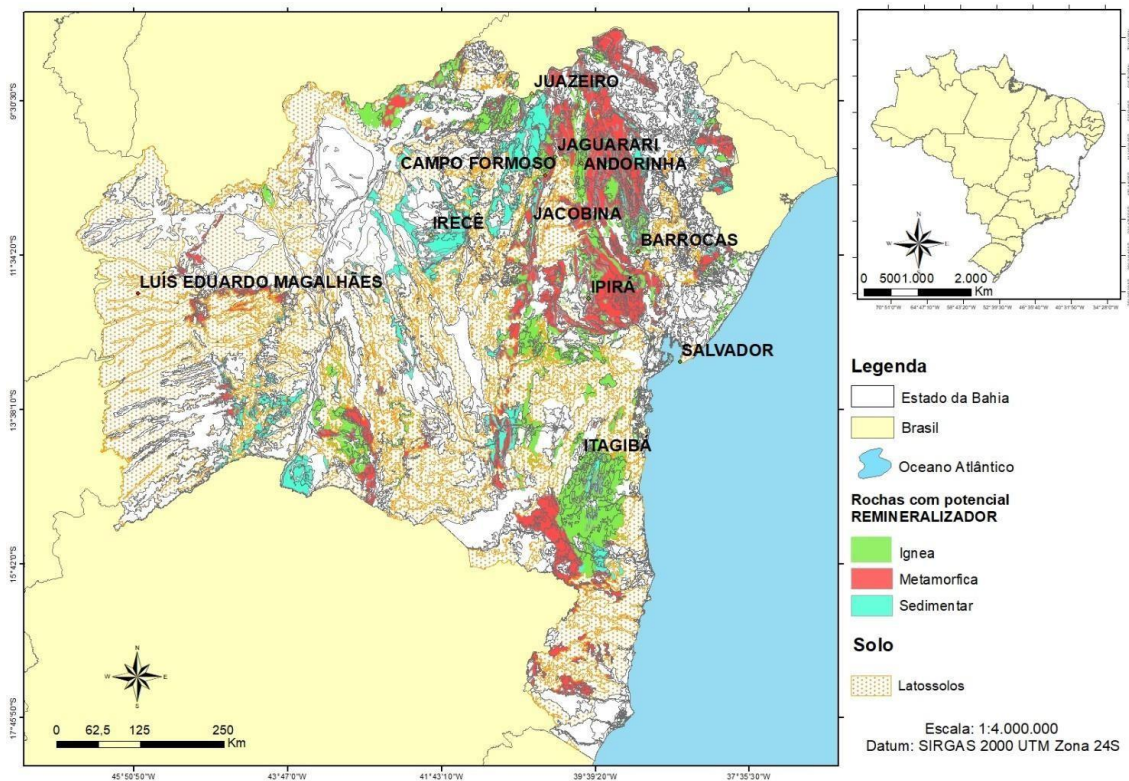 JUAZEIRO
JAGUARARI
CAMPO FORMOSO
ANDORINHA
IRECÊ
JACOBINA
BARROCAS
LUÍS EDUARDO MAGALHÃES
IPIRÁ
SALVADOR
ITAGIBÁ
9°30'30"S
11°34'20"S
13°38'10"S
15°42'0"S
17°45'50"S
N
W
E
S
0 62,5 125 250
Km
45°50'50"W
43°47'0"W
41°43'10"W
39°39'20"W
37°35'30"W
N
W
E
S
0 5001.000 2.000
Km
Legenda
Estado da Bahia
Brasil
Oceano Atlântico
Rochas com potencial
REMINERALIZADOR
Ignea
Metamorfica
Sedimentar
Solo
Latossolos
Escala: 1:4.000.000
Datum: SIRGAS 2000 UTM Zona 24S